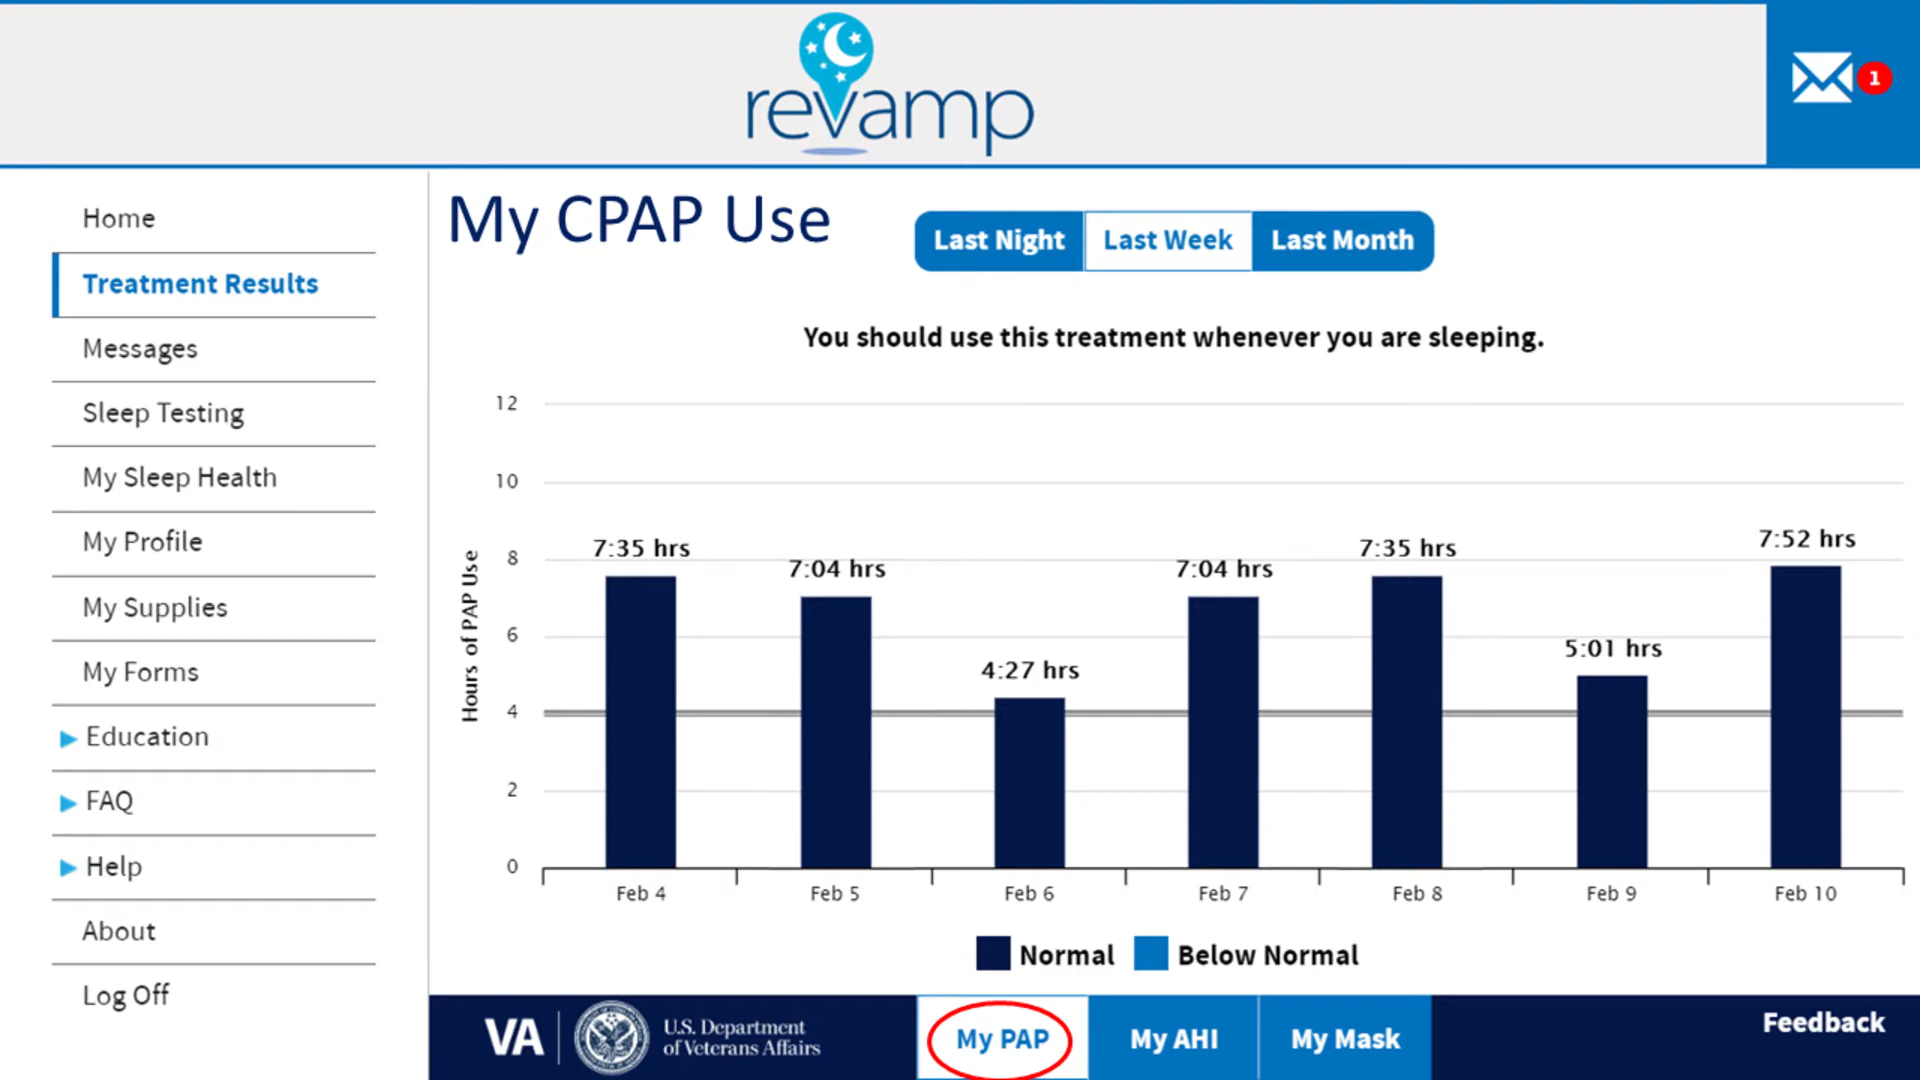 revamp
1
Home
Treatment Results
Messages
Sleep Testing
My Sleep Health
My Profile
My Supplies
My Forms
Education
FAQ
Help
About
Log Off
My CPAP Use
Last Night
Last Week
Last Month
You should use this treatment whenever you are sleeping.
Hours of PAP Use
12
10
8
6
4
2
0
7:35 hrs
7:04 hrs
4:27 hrs
7:04 hrs
7:35 hrs
5:01 hrs
7:52 hrs
Feb 4
Feb 5
Feb 6
Feb 7
Feb 8
Feb 9
Feb 10
Normal
Below Normal
VA
U.S. Department
of Veterans Affairs
My PAP
My AHI
My Mask
Feedback